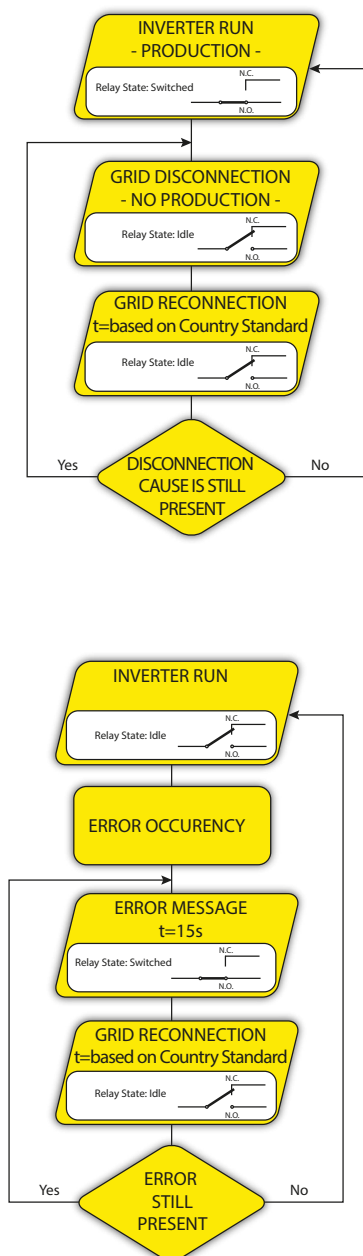 INVERTER RUN
- PRODUCTION -
N.C.
Relay State: Switched
N.O.
GRID DISCONNECTION
- NO PRODUCTION -
N.C.
Relay State: Idle
N.O.
GRID RECONNECTION
t=based on Country Standard
N.C.
Relay State: Idle
N.O.
Yes
No
DISCONNECTION
CAUSE IS STILL
PRESENT
INVERTER RUN
N.C.
Relay State: Idle
N.O.
ERROR OCCURENCY
ERROR MESSAGE
t=15s
N.C.
Relay State: Switched
N.O.
GRID RECONNECTION
t=based on Country Standard
N.C.
Relay State: Idle
N.O.
Yes
No
ERROR
STILL
PRESENT